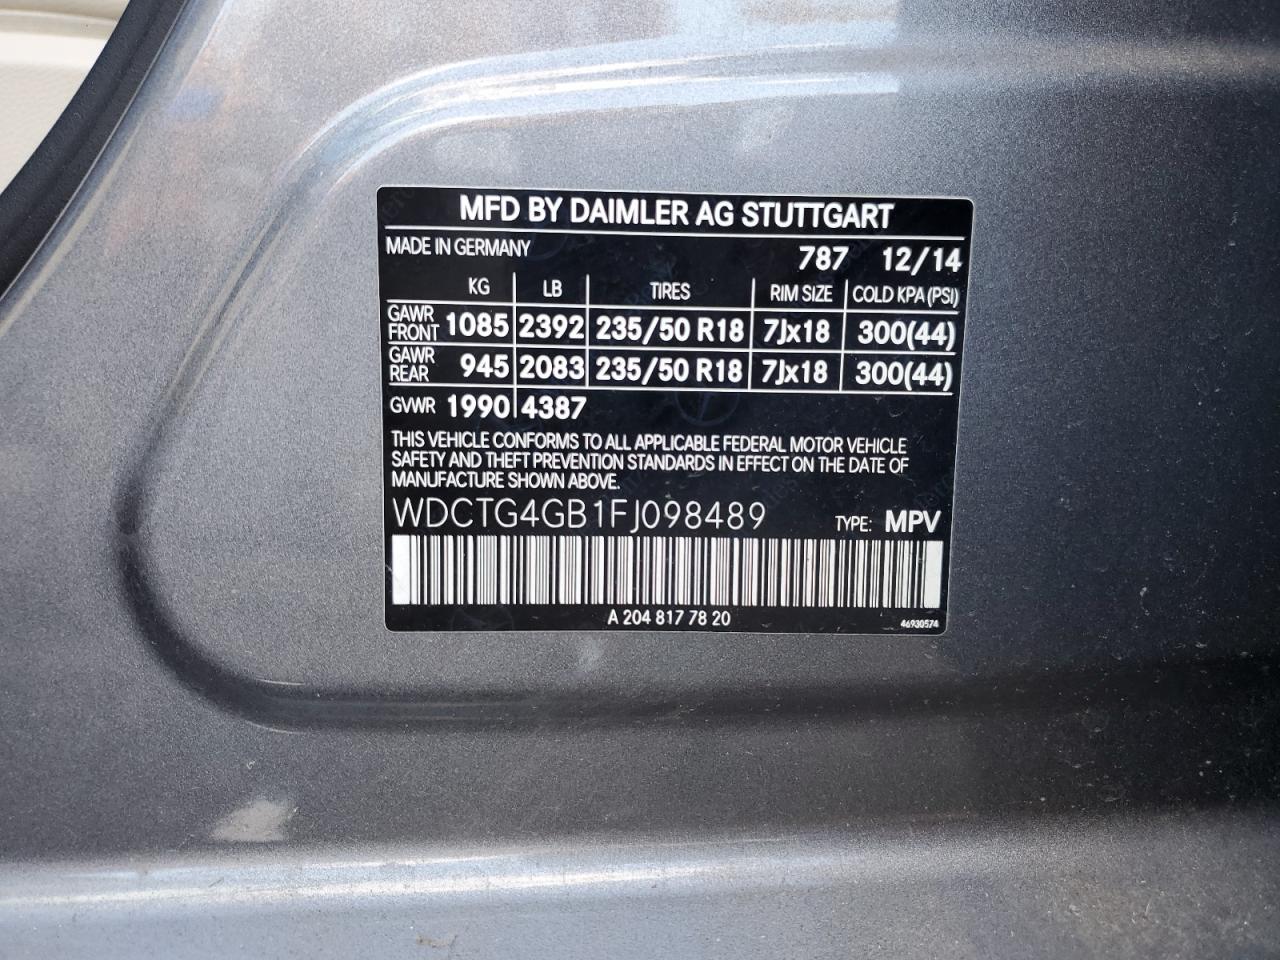 MFD BY DAIMLER AG STUTTGART
MADE IN GERMANY 787 12/14
KG LB TIRES RIM SIZE COLD KPA (PSI)
GAWR FRONT 1085 2392 235/50 R18 7Jx18 300(44)
GAWR REAR 945 2083 235/50 R18 7Jx18 300(44)
GVWR 1990 4387
THIS VEHICLE CONFORMS TO ALL APPLICABLE FEDERAL MOTOR VEHICLE
SAFETY AND THEFT PREVENTION STANDARDS IN EFFECT ON THE DATE OF
MANUFACTURE SHOWN ABOVE.
WDCTG4GB1FJ098489 TYPE: MPV
A 204 817 78 20
46930574